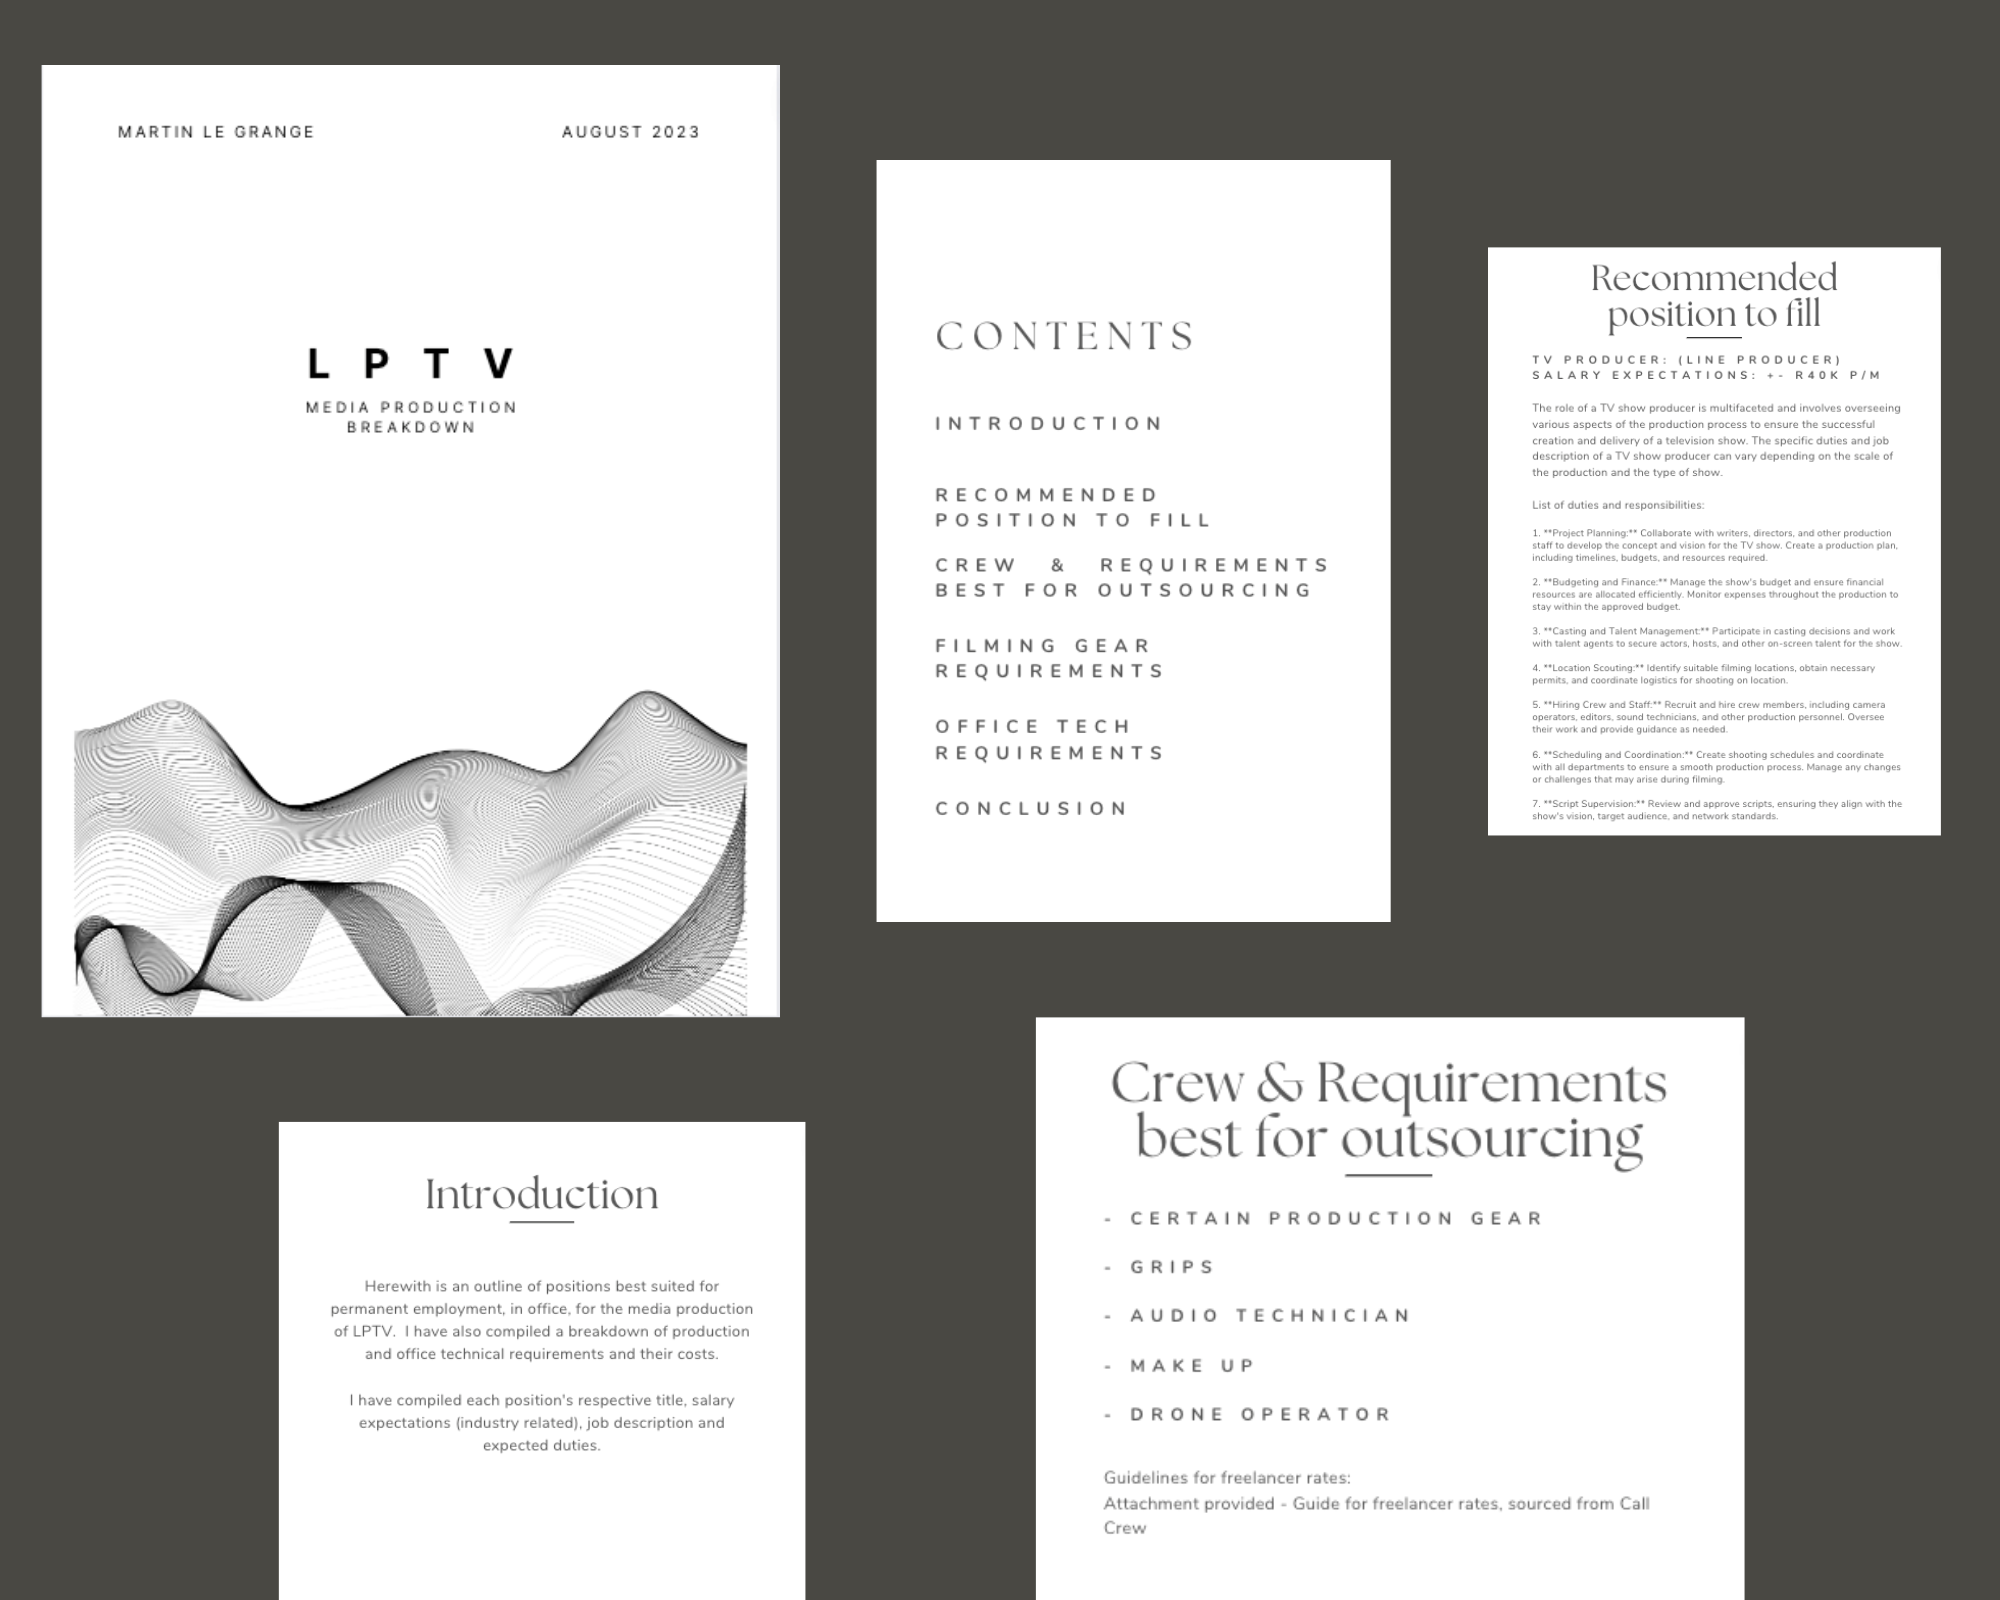 MARTIN LE GRANGE
AUGUST 2023
LPTV
MEDIA PRODUCTION
BREAKDOWN
CONTENTS
INTRODUCTION
RECOMMENDED
POSITION TO FILL
CREW & REQUIREMENTS
BEST FOR OUTSOURCING
FILMING GEAR
REQUIREMENTS
OFFICE TECH
REQUIREMENTS
CONCLUSION
Recommended
position to fill
TV PRODUCER: (LINE PRODUCER)
SALARY EXPECTATIONS: +- R40K P/M
The role of a TV show producer is multifaceted and involves overseeing
various aspects of the production process to ensure the successful
creation and delivery of a television show. The specific duties and job
description of a TV show producer can vary depending on the scale of
the production and the type of show.
List of duties and responsibilities:
1. **Project Planning:** Collaborate with writers, directors, and other production
staff to develop the concept and vision for the TV show. Create a production plan,
including timelines, budgets, and resources required.
2. **Budgeting and Finance:** Manage the show's budget and ensure financial
resources are allocated efficiently. Monitor expenses throughout the production to
stay within the approved budget.
3. **Casting and Talent Management:** Participate in casting decisions and work
with talent agents to secure actors, hosts, and other on-screen talent for the show.
4. **Location Scouting:** Identify suitable filming locations, obtain necessary
permits, and coordinate logistics for shooting on location.
5. **Hiring Crew and Staff:** Recruit and hire crew members, including camera
operators, editors, sound technicians, and other production personnel. Oversee
their work and provide guidance as needed.
6. **Scheduling and Coordination:** Create shooting schedules and coordinate
with all departments to ensure a smooth production process. Manage any changes
or challenges that may arise during filming.
7. **Script Supervision:** Review and approve scripts, ensuring they align with the
show's vision, target audience, and network standards.
Introduction
Herewith is an outline of positions best suited for
permanent employment, in office, for the media production
of LPTV. I have also compiled a breakdown of production
and office technical requirements and their costs.
I have compiled each position's respective title, salary
expectations (industry related), job description and
expected duties.
Crew & Requirements
best for outsourcing
- CERTAIN PRODUCTION GEAR
- GRIPS
- AUDIO TECHNICIAN
- MAKE UP
- DRONE OPERATOR
Guidelines for freelancer rates:
Attachment provided - Guide for freelancer rates, sourced from Call
Crew